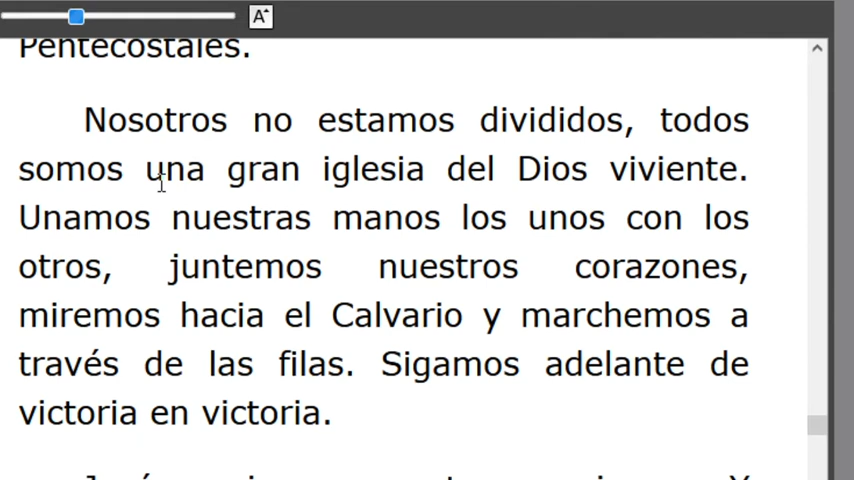 A
Pentecostales.
Nosotros no estamos divididos, todos
somos una gran iglesia del Dios viviente.
Unamos nuestras manos los unos con los
otros, juntemos nuestros corazones,
miremos hacia el Calvario y marchemos a
través de las filas. Sigamos adelante de
victoria en victoria.